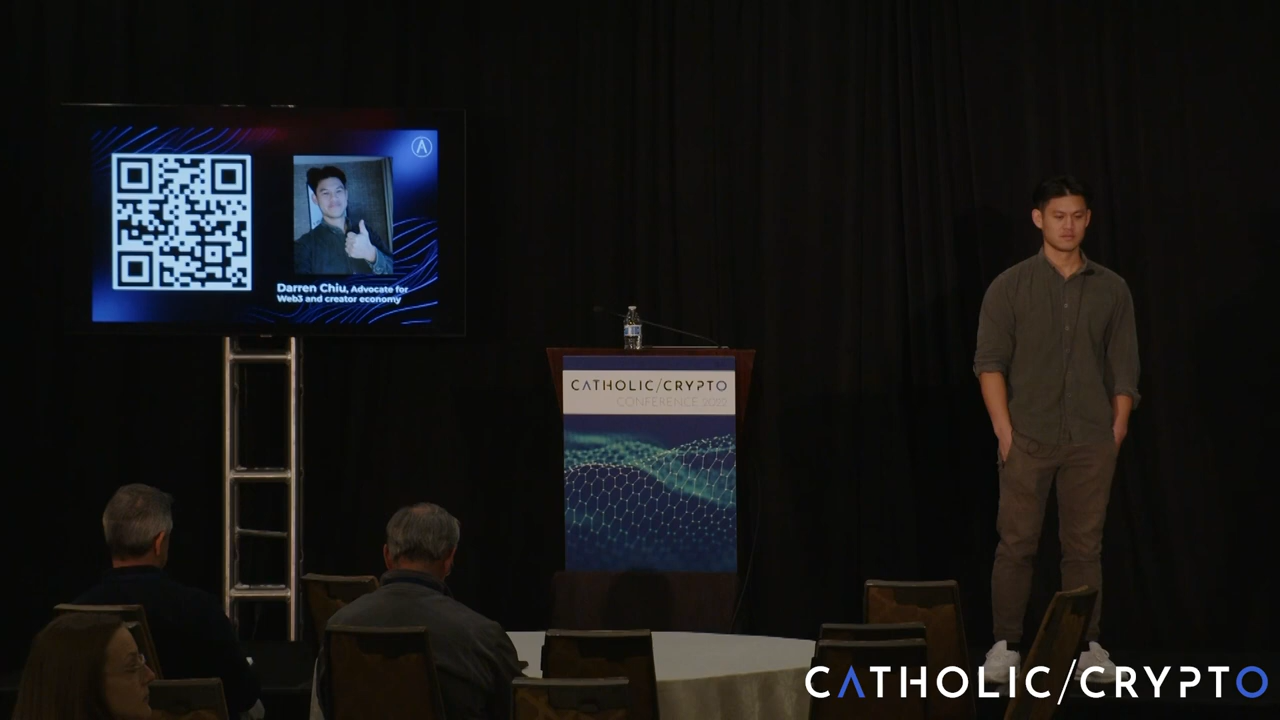 Darren Chiu, Advocate for
Web3 and creator economy
CATHOLIC/CRYPTO
CONFERENCE 2022
CATHOLIC/CRYPTO